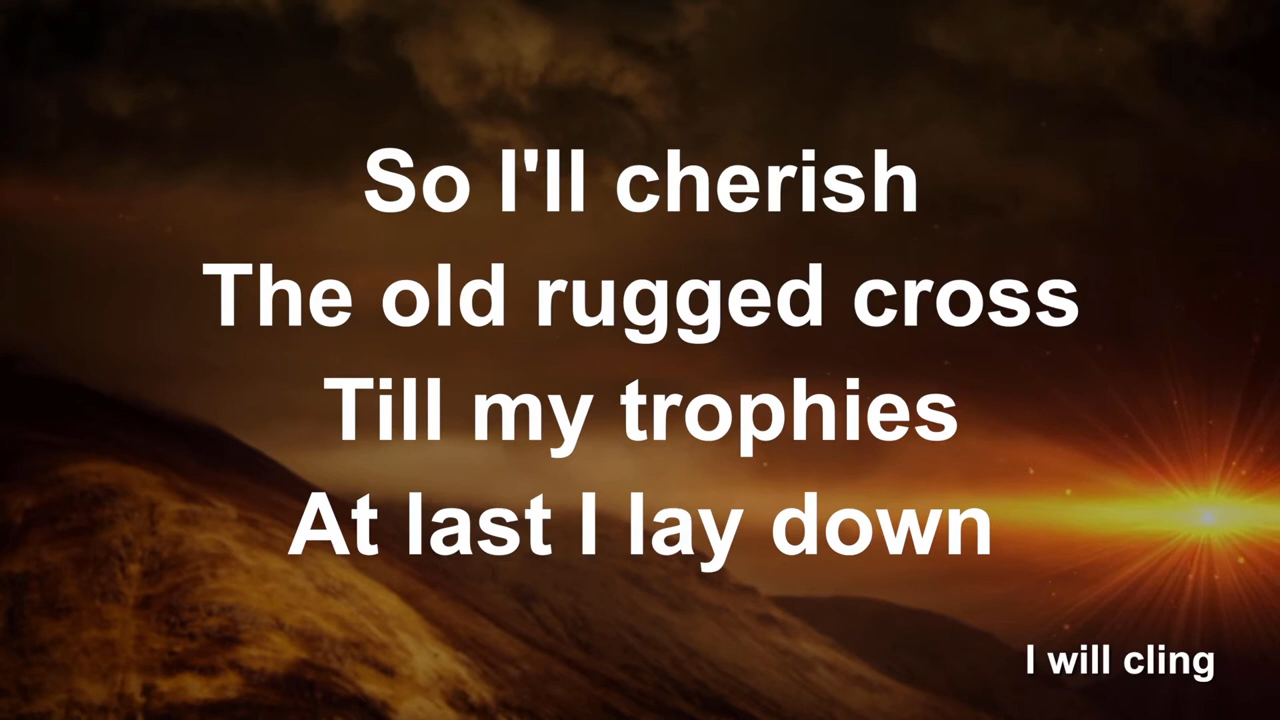 So I'll cherish
The old rugged cross
Till my trophies
At last I lay down
I will cling